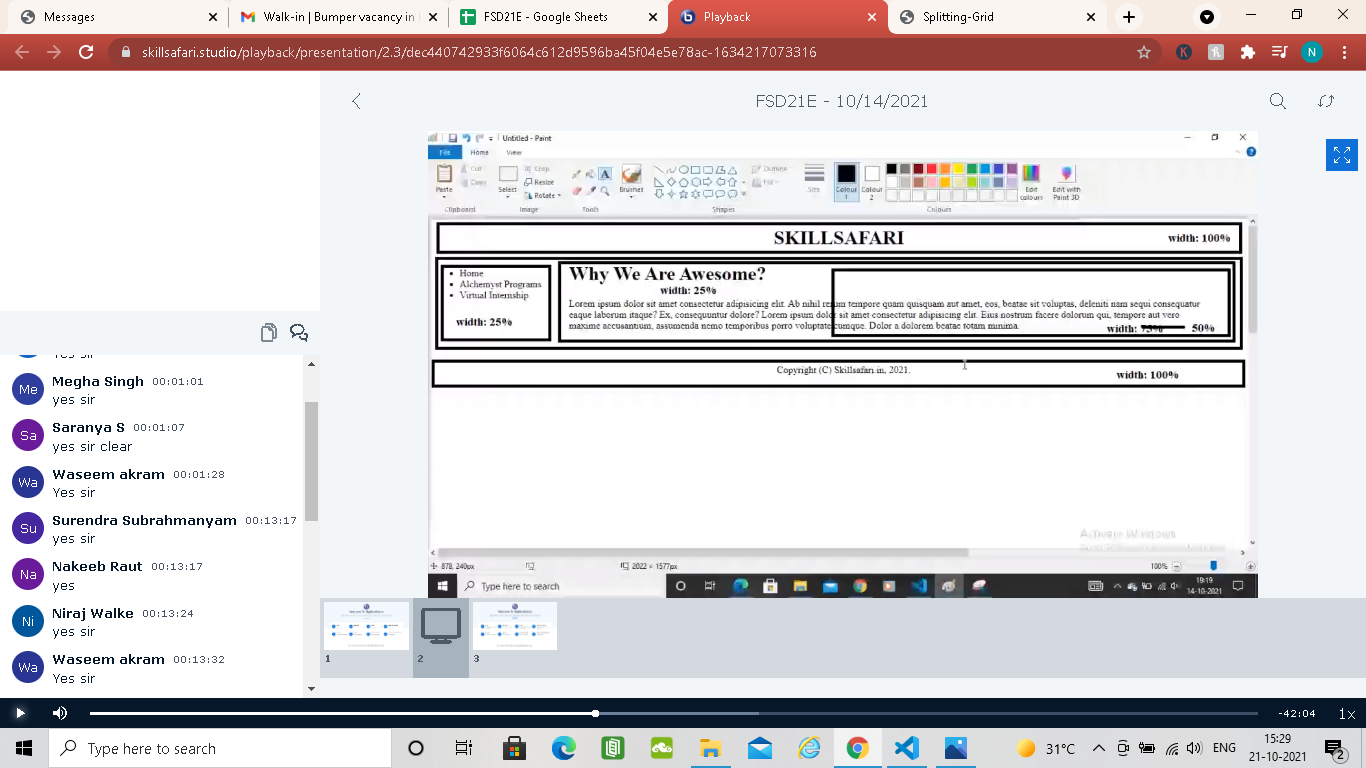 Messages
Walk-in | Bumper vacancy in
FSD21E - Google Sheets
Playback
Splitting-Grid
skillsafari.studio/playback/presentation/2.3/dec440742933f6064c612d9596ba45f04e5e78ac-1634217073316
K
N
FSD21E - 10/14/2021
Untitled - Paint
File
Home
View
Paste
Cut
Copy
Clipboard
Select
Crop
Resize
Rotate
Image
A
Tools
Brushes
Outline
Fill
Shapes
Size
Colour 1
Colour 2
Edit colours
Edit with Paint 3D
Colours
SKILLSAFARI
width: 100%
Home
Alchemyst Programs
Virtual Internship
width: 25%
Why We Are Awesome?
width: 25%
Lorem ipsum dolor sit amet consectetur adipisicing elit. Ab nihil rerum tempore quam quisquam aut amet, eos, beatae sit voluptas, deleniti nam sequi consequatur
eaque laborum itaque? Ex, consequuntur dolore? Lorem ipsum dolor sit amet consectetur adipisicing elit. Eius nostrum facere dolorum qui, tempore aut vero
maxime accusantium, assumenda nemo temporibus porro voluptate cumque. Dolor a dolorem beatae totam minima.
width: 75% 50%
Copyright (C) Skillsafari.in, 2021.
width: 100%
Activate Windows
878, 240px
2022 × 1577px
100%
Type here to search
19:19
14-10-2021
1
2
3
yes sir
Me
Megha Singh 00:01:01
yes sir
Sa
Saranya S 00:01:07
yes sir clear
Wa
Waseem akram 00:01:28
Yes sir
Su
Surendra Subrahmanyam 00:13:17
yes sir
Na
Nakeeb Raut 00:13:17
yes
Ni
Niraj Walke 00:13:24
yes sir
Wa
Waseem akram 00:13:32
Yes sir
-42:04
1x
Type here to search
31°C
ENG
15:29
21-10-2021
2